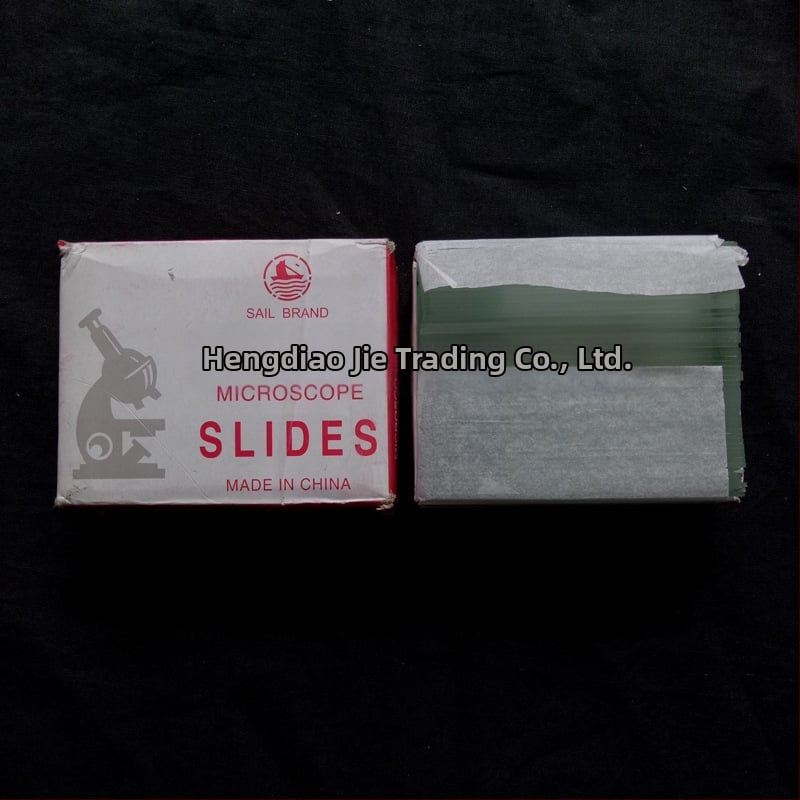 SAIL BRAND
Hengdiao Jie Trading Co., Ltd.
MICROSCOPE
SLIDES
MADE IN CHINA